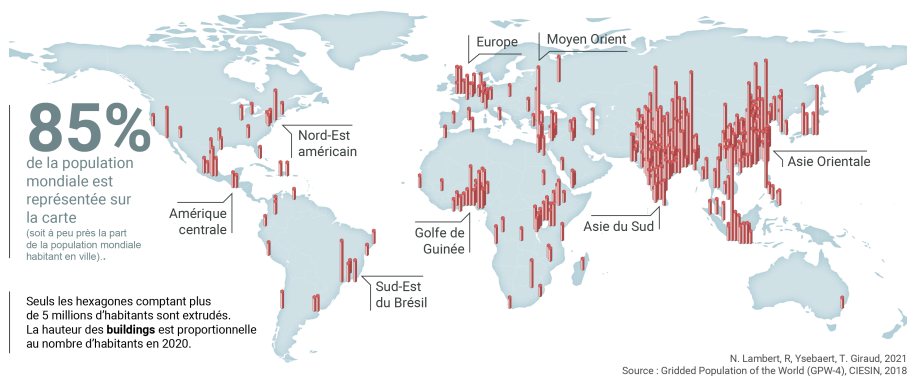 Europe
Moyen Orient
85%
de la population
mondiale est
représentée sur
la carte
(soit à peu près la part
de la population mondiale
habitant en ville)..
Nord-Est
américain
Asie Orientale
Amérique
centrale
Golfe de
Guinée
Asie du Sud
Sud-Est
du Brésil
Seuls les hexagones comptant plus
de 5 millions d'habitants sont extrudés.
La hauteur des buildings est proportionnelle
au nombre d'habitants en 2020.
N. Lambert, R, Ysebaert, T. Giraud, 2021
Source : Gridded Population of the World (GPW-4), CIESIN, 2018